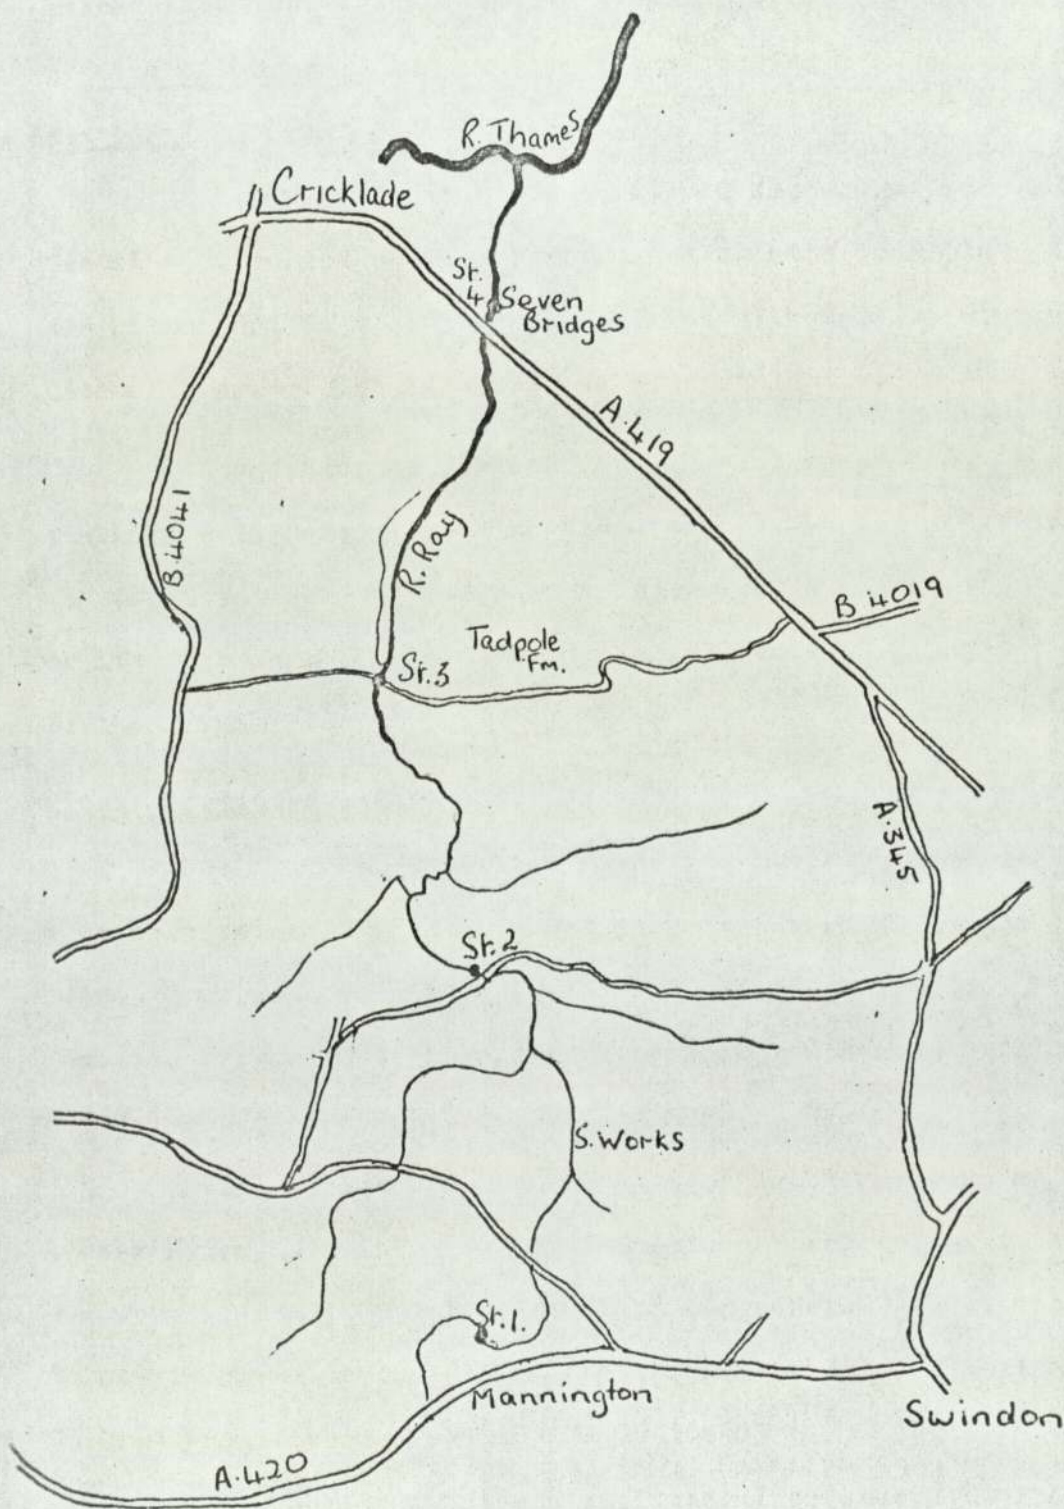 R. Thames
Cricklade
St.
4
Seven
Bridges
A.419
B.4041
R. Ray
B.4019
Tadpole
Fm.
St.3
A.345
St.2
S.Works
St.1.
Mannington
Swindon
A.420